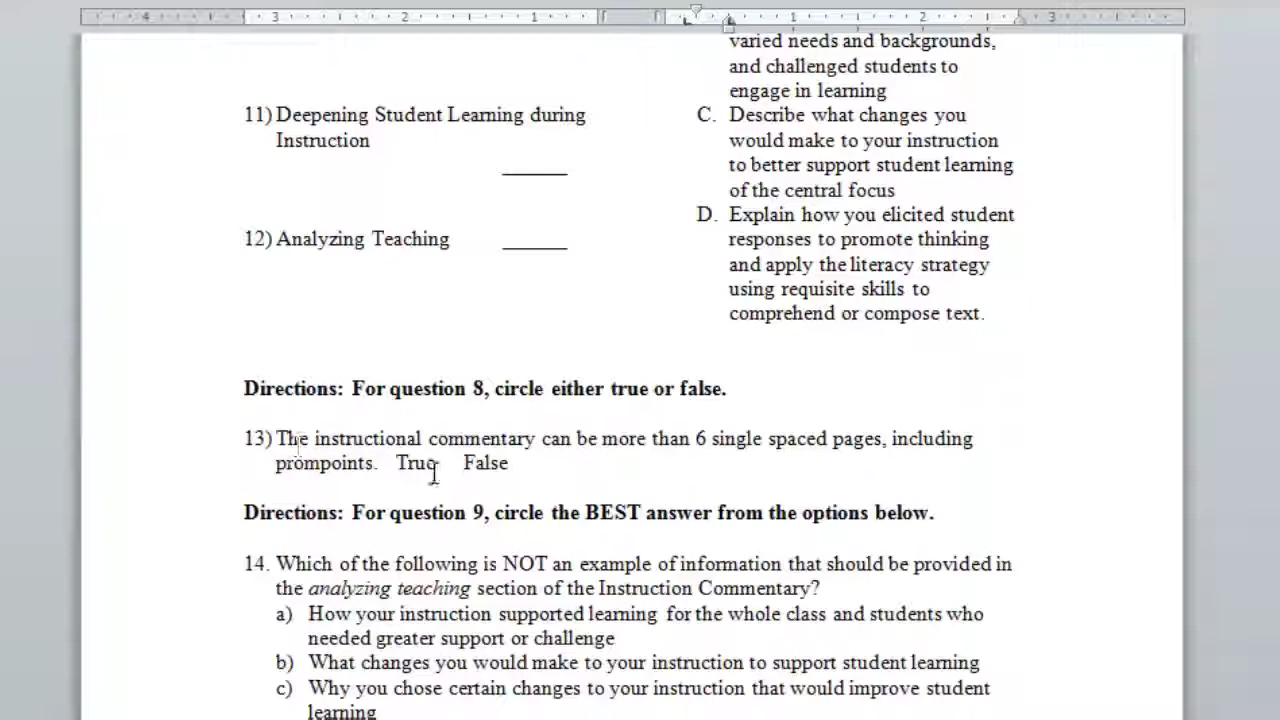 4 3 2 1 1 2 3
varied needs and backgrounds,
and challenged students to
engage in learning
11) Deepening Student Learning during
Instruction
C. Describe what changes you
would make to your instruction
to better support student learning
of the central focus
12) Analyzing Teaching
D. Explain how you elicited student
responses to promote thinking
and apply the literacy strategy
using requisite skills to
comprehend or compose text.
Directions: For question 8, circle either true or false.
13) The instructional commentary can be more than 6 single spaced pages, including
prompoints. True False
Directions: For question 9, circle the BEST answer from the options below.
14. Which of the following is NOT an example of information that should be provided in
the analyzing teaching section of the Instruction Commentary?
a) How your instruction supported learning for the whole class and students who
needed greater support or challenge
b) What changes you would make to your instruction to support student learning
c) Why you chose certain changes to your instruction that would improve student
learning